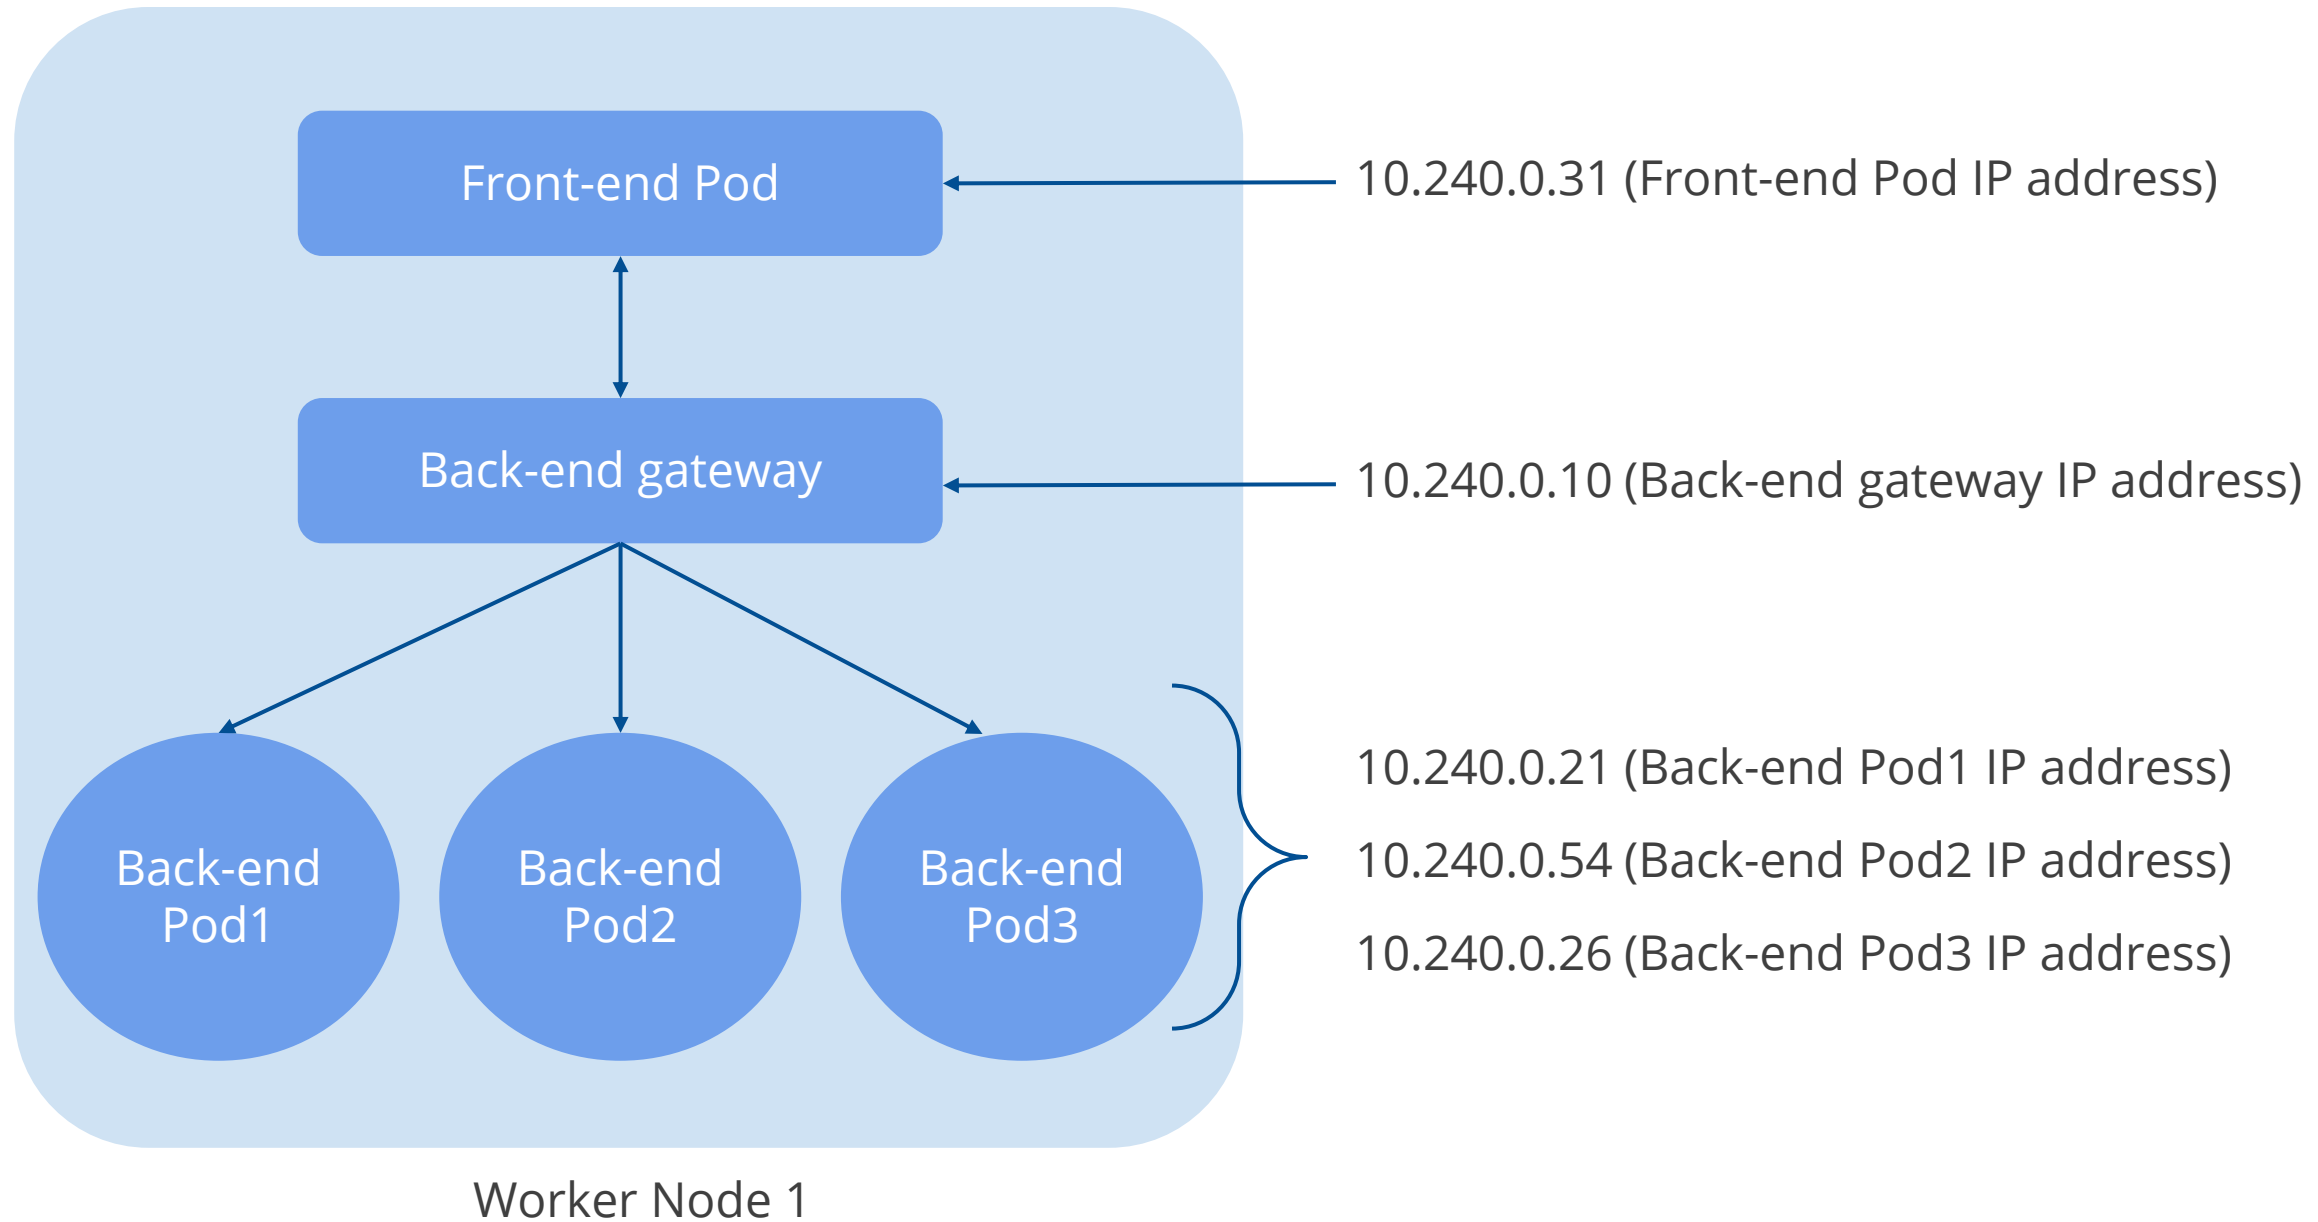 Front-end Pod
10.240.0.31 (Front-end Pod IP address)
Back-end gateway
10.240.0.10 (Back-end gateway IP address)
Back-end
Pod1
Back-end
Pod2
Back-end
Pod3
10.240.0.21 (Back-end Pod1 IP address)
10.240.0.54 (Back-end Pod2 IP address)
10.240.0.26 (Back-end Pod3 IP address)
Worker Node 1